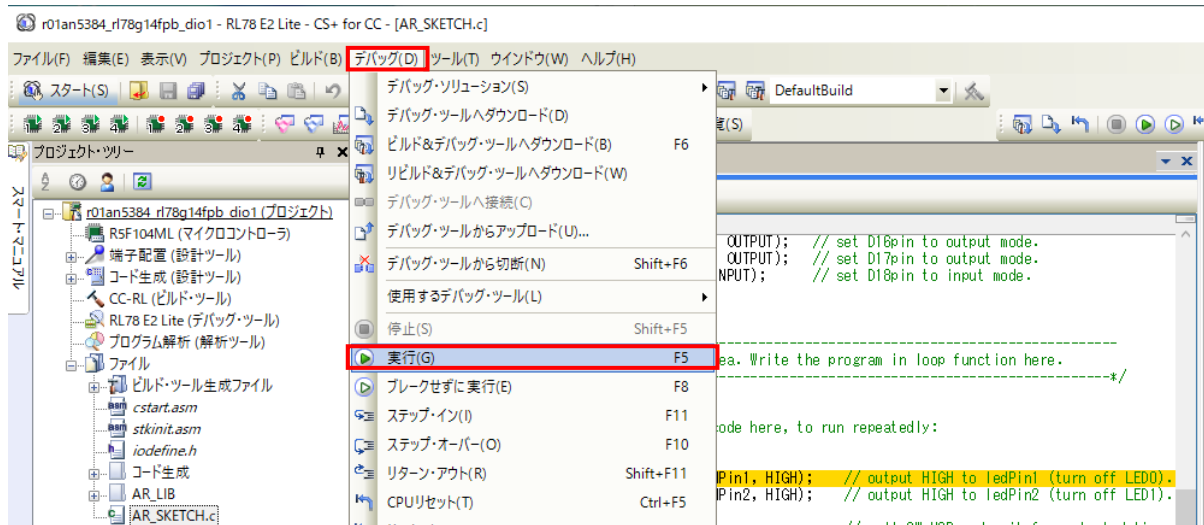 r01an5384_rl78g14fpb_dio1 - RL78 E2 Lite - CS+ for CC - [AR_SKETCH.c]
ファイル(F) 編集(E) 表示(V) プロジェクト(P) ビルド(B) デバッグ(D) ツール(T) ウインドウ(W) ヘルプ(H)
スタート(S)
DefaultBuild
プロジェクト・ツリー
スマート・マニュアル
r01an5384_rl78g14fpb_dio1 (プロジェクト)
R5F104ML (マイクロコントローラ)
端子配置 (設計ツール)
コード生成 (設計ツール)
CC-RL (ビルド・ツール)
RL78 E2 Lite (デバッグ・ツール)
プログラム解析 (解析ツール)
ファイル
ビルド・ツール生成ファイル
cstart.asm
stkinit.asm
iodefine.h
コード生成
AR_LIB
AR_SKETCH.c
デバッグ・ソリューション(S)
デバッグ・ツールへダウンロード(D)
ビルド&デバッグ・ツールへダウンロード(B) F6
リビルド&デバッグ・ツールへダウンロード(W)
デバッグ・ツールへ接続(C)
デバッグ・ツールからアップロード(U)...
デバッグ・ツールから切断(N) Shift+F6
使用するデバッグ・ツール(L)
停止(S) Shift+F5
実行(G) F5
ブレークせずに実行(E) F8
ステップ・イン(I) F11
ステップ・オーバー(O) F10
リターン・アウト(R) Shift+F11
CPUリセット(T) Ctrl+F5
(S)
OUTPUT); // set D16pin to output mode.
OUTPUT); // set D17pin to output mode.
NPUT); // set D18pin to input mode.
ea. Write the program in loop function here.
---*/
ode here, to run repeatedly:
Pin1, HIGH); // output HIGH to ledPin1 (turn off LED0).
Pin2, HIGH); // output HIGH to ledPin2 (turn off LED1).